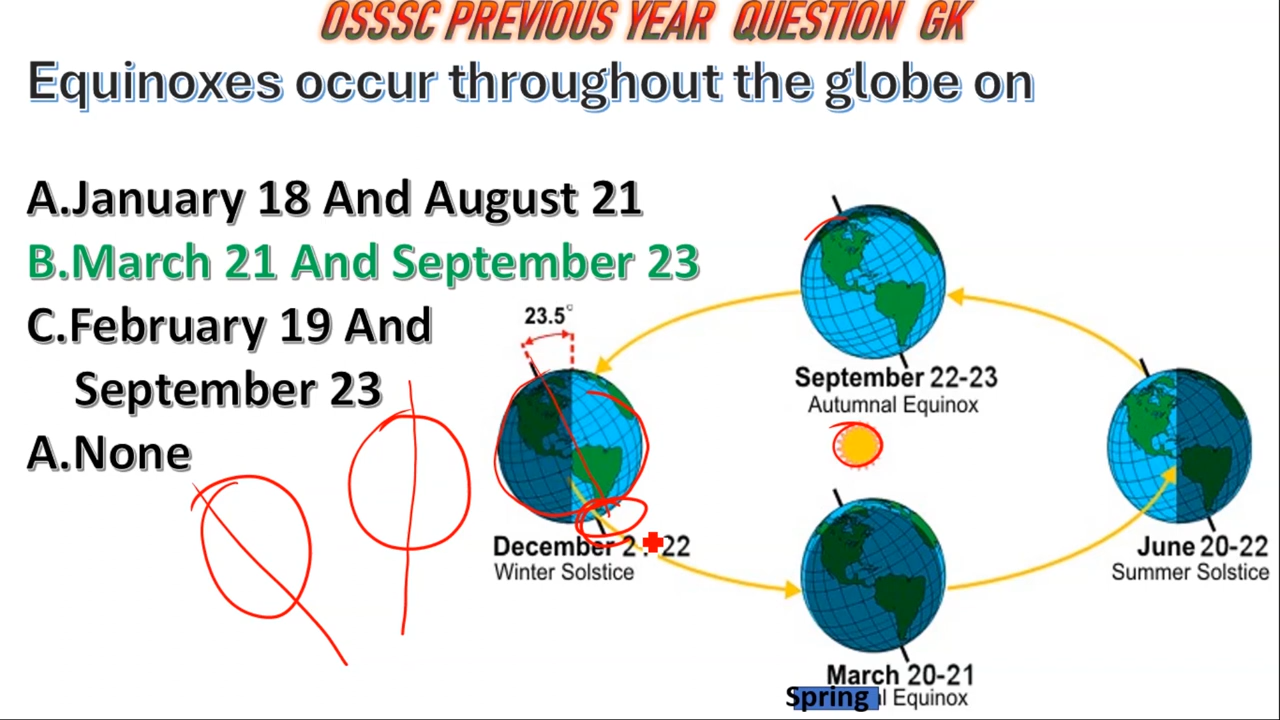 OSSSC PREVIOUS YEAR QUESTION GK
Equinoxes occur throughout the globe on
A.January 18 And August 21
B.March 21 And September 23
C.February 19 And
September 23
A.None
23.5°
September 22-23
Autumnal Equinox
December 2 22
Winter Solstice
June 20-22
Summer Solstice
March 20-21
Spring l Equinox